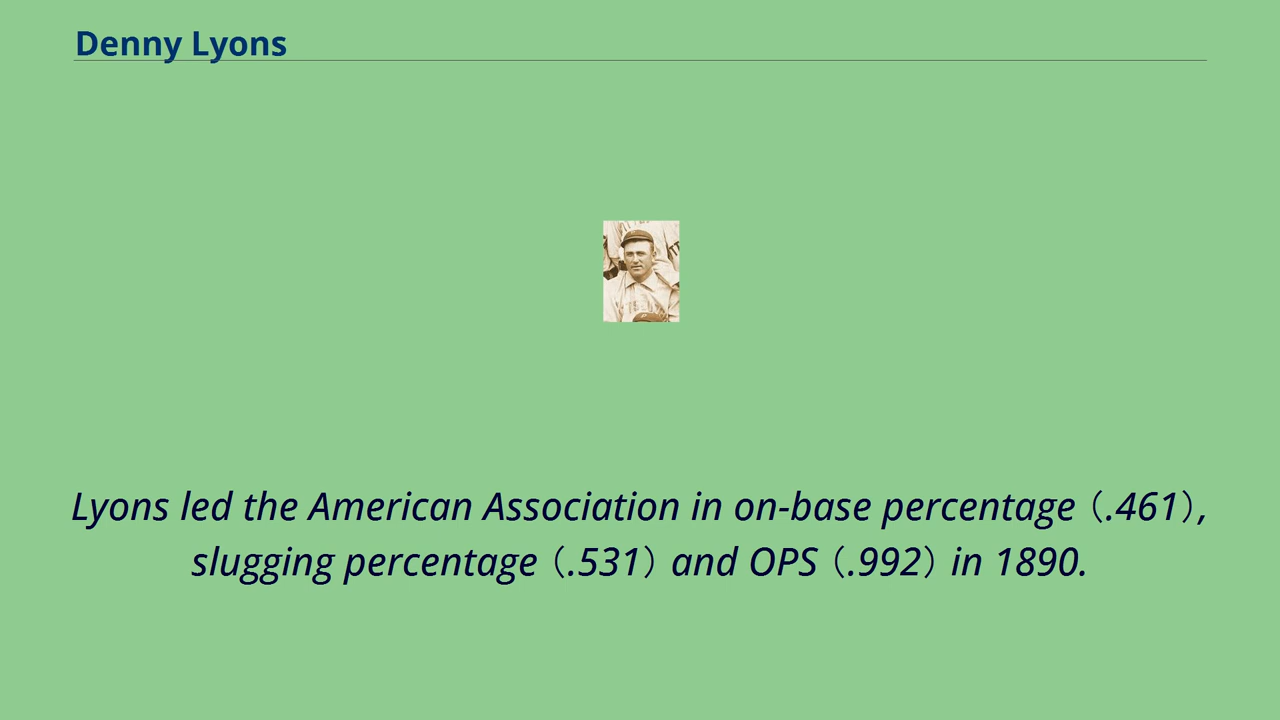 Denny Lyons
Lyons led the American Association in on-base percentage (.461),
slugging percentage (.531) and OPS (.992) in 1890.